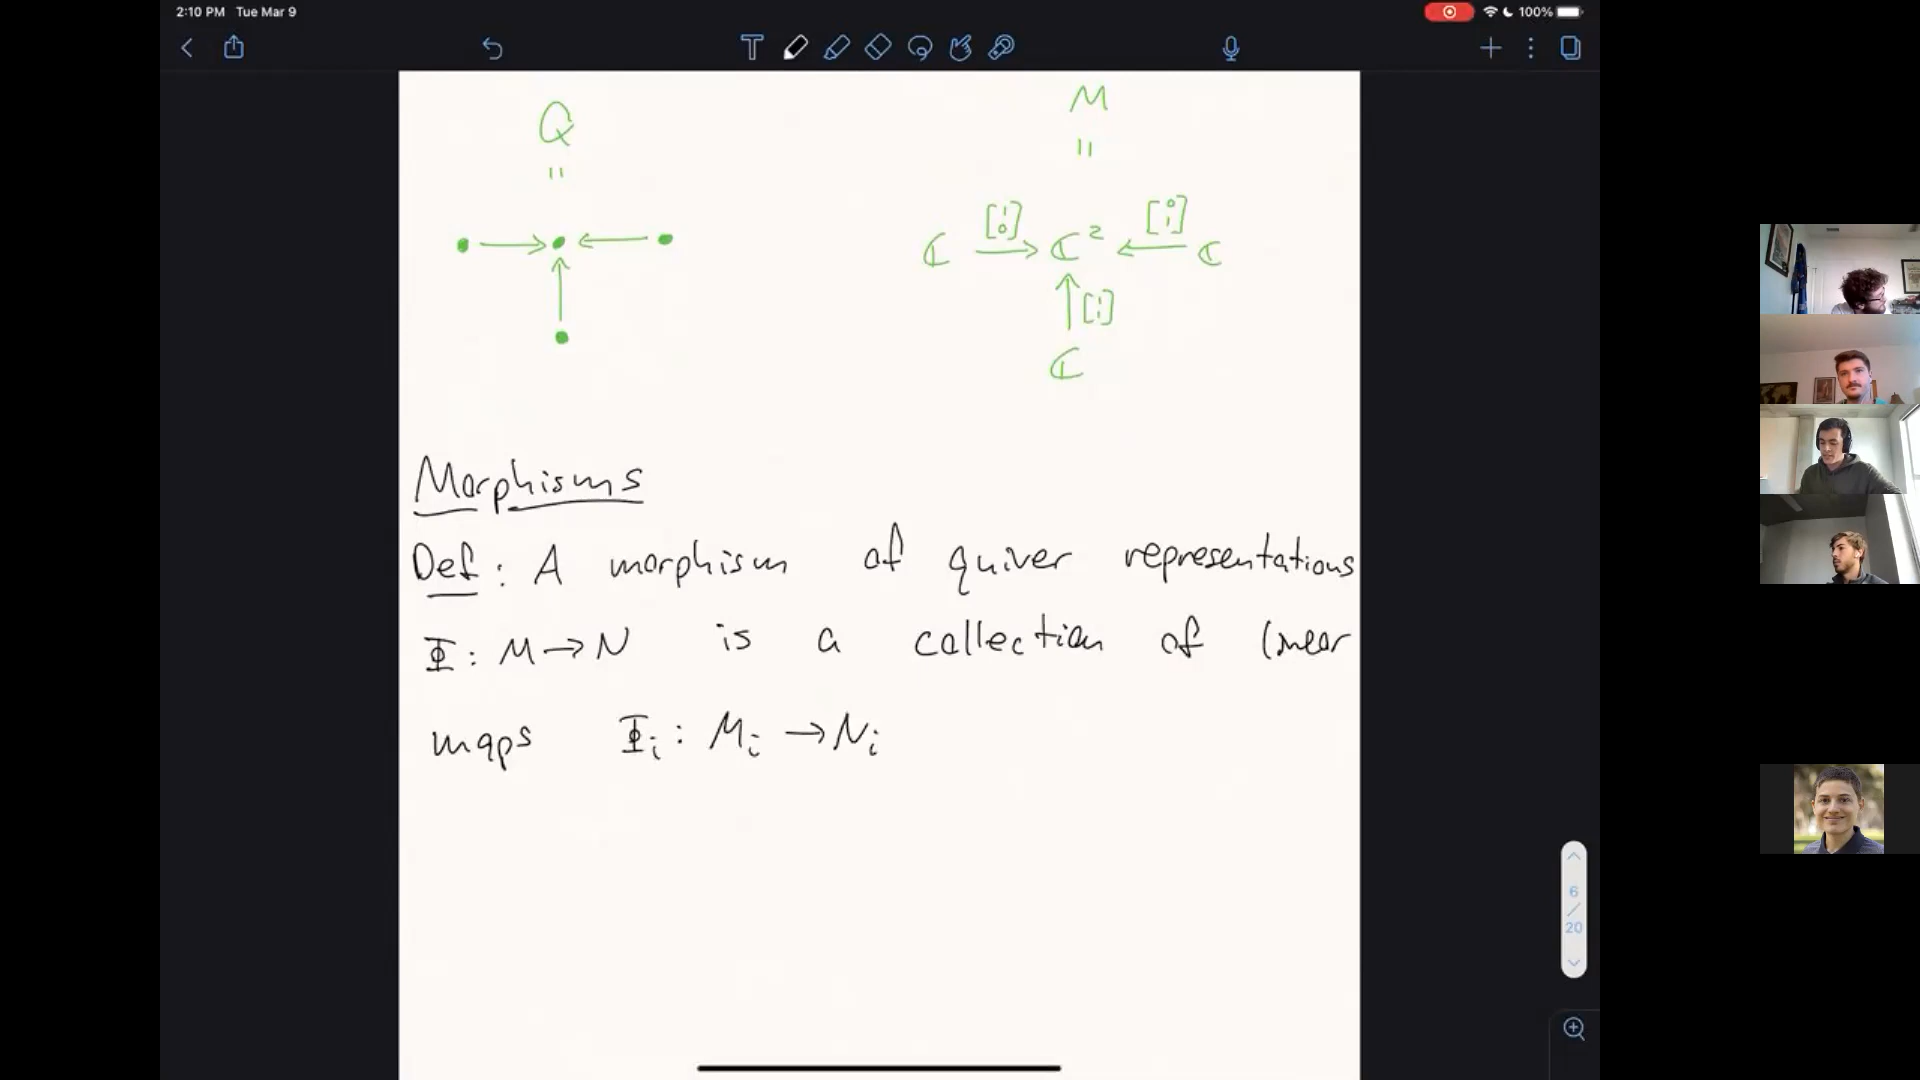 2:10 PM Tue Mar 9
100%
Q
M
=
=
ℂ [1 0] ℂ² [0 1] ℂ
[1 1]
ℂ
Morphisms
Def: A morphism of quiver representations
Φ: M→N is a collection of linear
maps Φᵢ: Mᵢ →Nᵢ
6
/
20